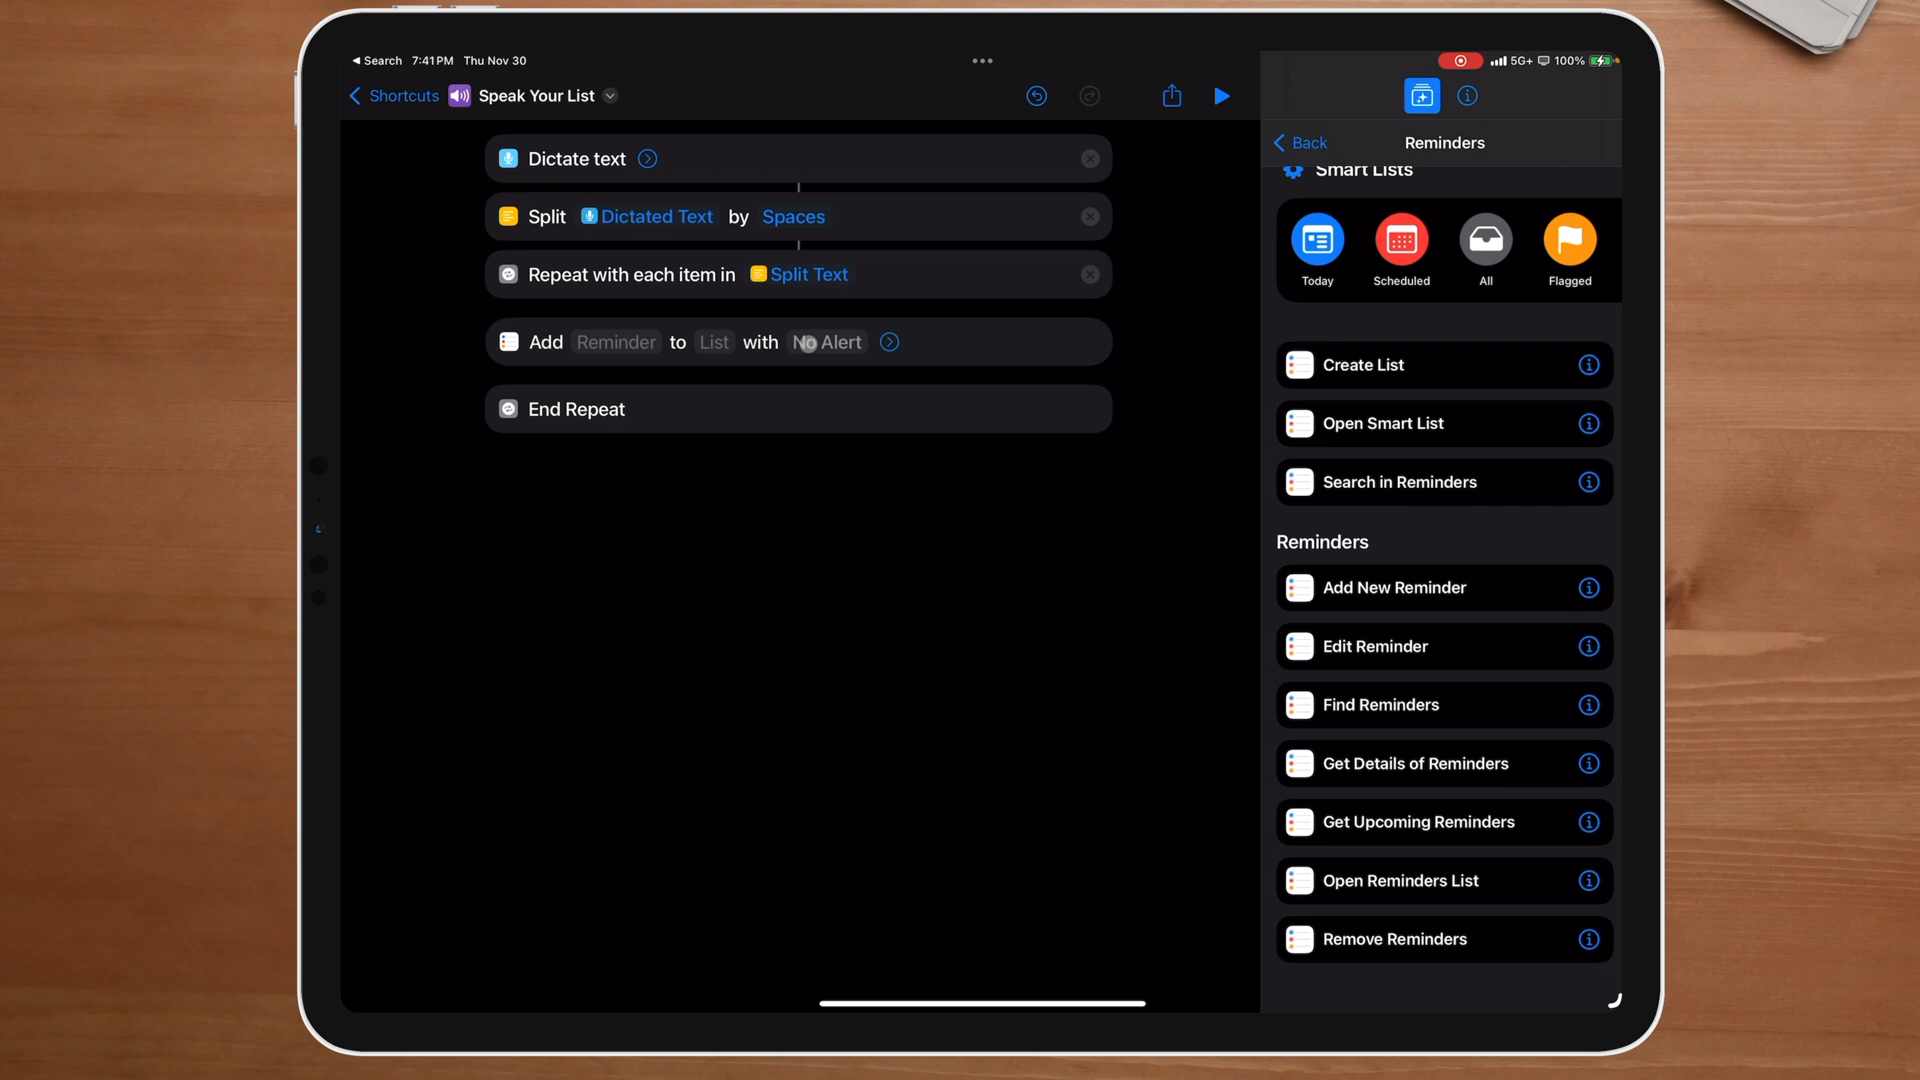 Search 7:41 PM Thu Nov 30
5G+ 100%
Shortcuts Speak Your List
Dictate text
Split Dictated Text by Spaces
Repeat with each item in Split Text
Add Reminder to List with No Alert
End Repeat
Back Reminders
Smart Lists
Today Scheduled All Flagged
Create List
Open Smart List
Search in Reminders
Reminders
Add New Reminder
Edit Reminder
Find Reminders
Get Details of Reminders
Get Upcoming Reminders
Open Reminders List
Remove Reminders